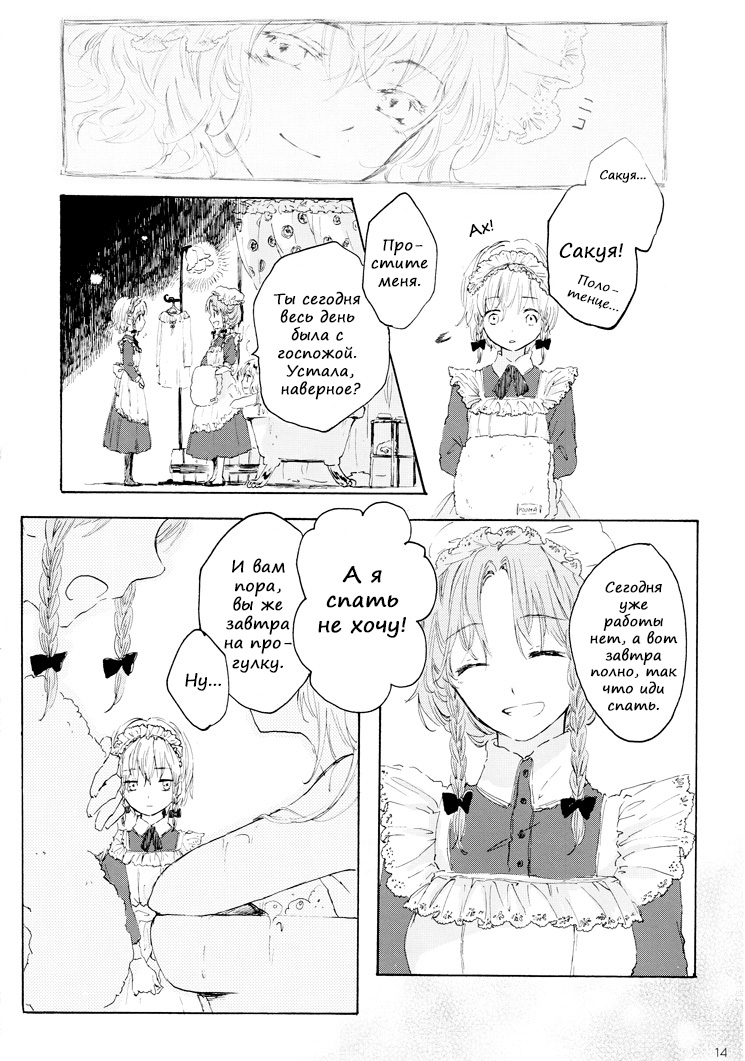 コハ
Сакуя...
Сакуя!
Поло-
тенце...
Ах!
Про-
стите
меня.
Ты сегодня
весь день
была с
госпожой.
Устала,
наверное?
Сегодня
уже
работы
нет, а вот
завтра
полно, так
что иди
спать.
А я
спать
не хочу!
И вам
пора,
вы же
завтра
на про-
гулку.
Ну...
14